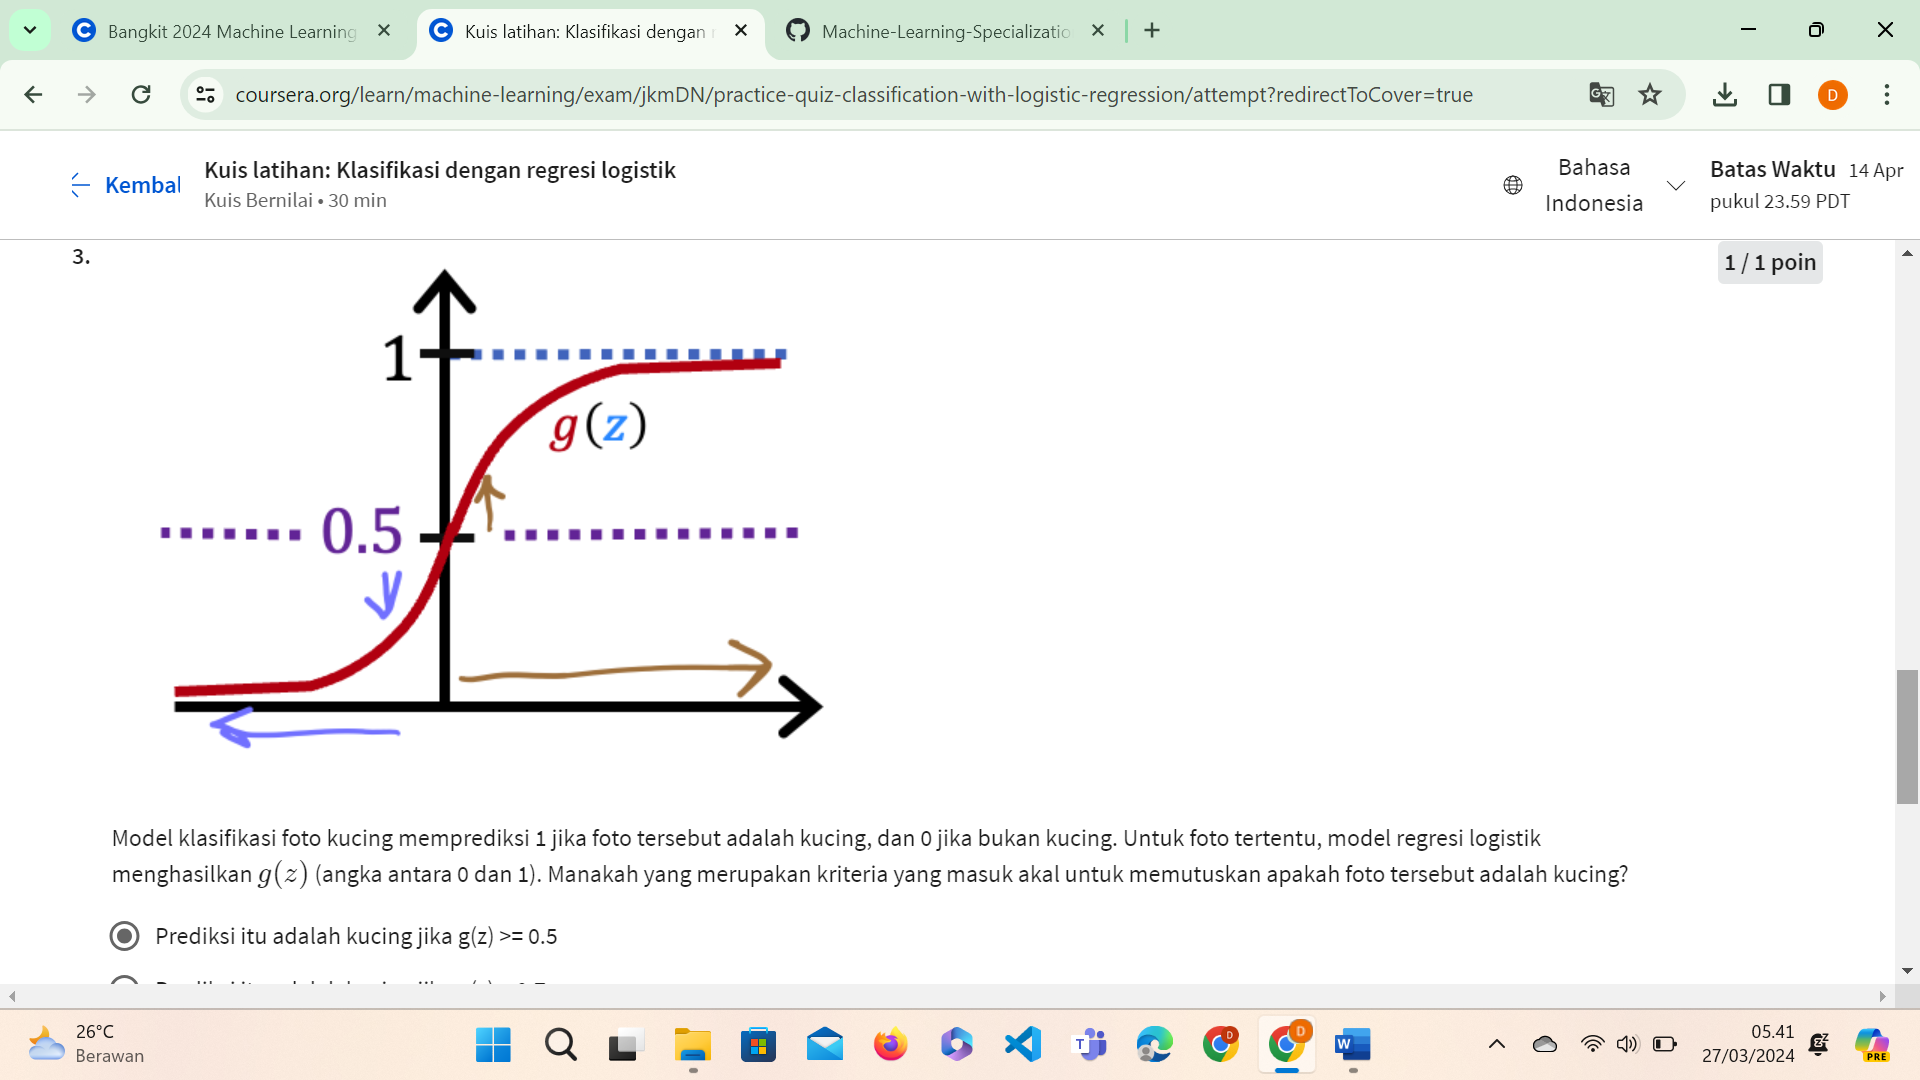 Bangkit 2024 Machine Learning
Kuis latihan: Klasifikasi dengan
Machine-Learning-Specializatio
coursera.org/learn/machine-learning/exam/jkmDN/practice-quiz-classification-with-logistic-regression/attempt?redirectToCover=true
D
Kembal
Kuis latihan: Klasifikasi dengan regresi logistik
Kuis Bernilai • 30 min
Bahasa
Indonesia
Batas Waktu 14 Apr
pukul 23.59 PDT
3.
1 / 1 poin
1
g(z)
0.5
Model klasifikasi foto kucing memprediksi 1 jika foto tersebut adalah kucing, dan 0 jika bukan kucing. Untuk foto tertentu, model regresi logistik
menghasilkan g(z) (angka antara 0 dan 1). Manakah yang merupakan kriteria yang masuk akal untuk memutuskan apakah foto tersebut adalah kucing?
Prediksi itu adalah kucing jika g(z) >= 0.5
26°C
Berawan
05.41
27/03/2024
PRE